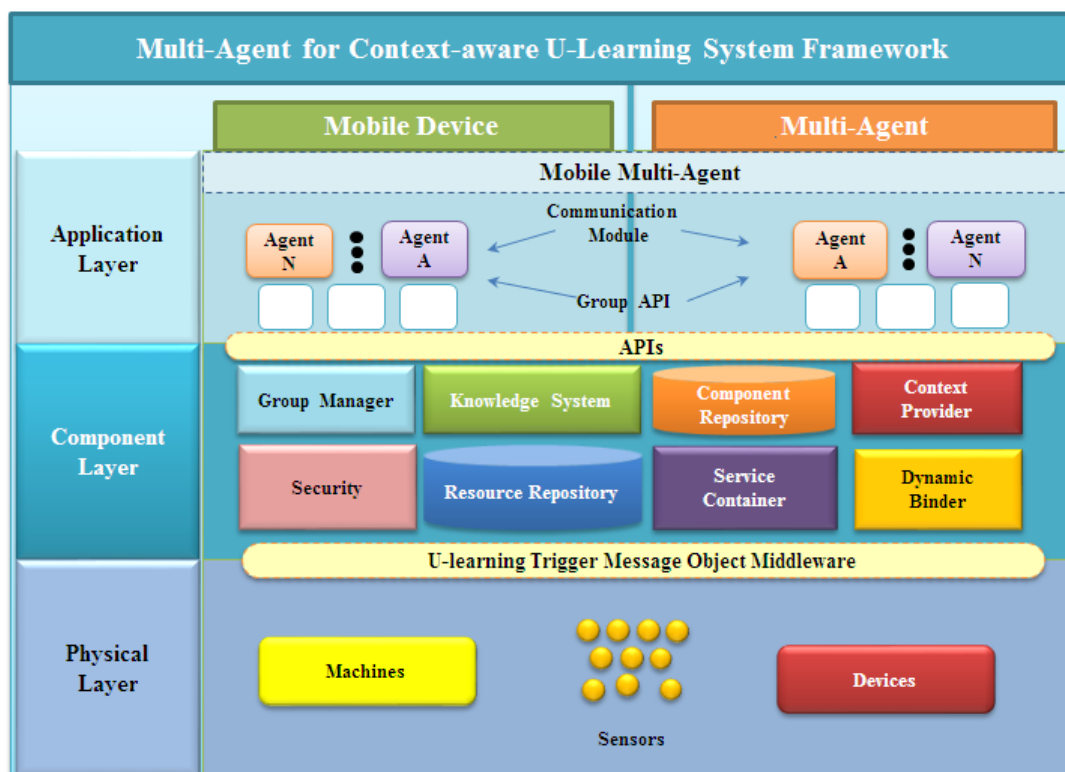 Multi-Agent for Context-aware U-Learning System Framework
Mobile Device
Multi-Agent
Mobile Multi-Agent
Application
Layer
Communication
Module
Agent
N
Agent
A
Agent
A
Agent
N
Group API
APIs
Component
Layer
Group Manager
Knowledge System
Component
Repository
Context
Provider
Security
Resource Repository
Service
Container
Dynamic
Binder
U-learning Trigger Message Object Middleware
Physical
Layer
Machines
Sensors
Devices